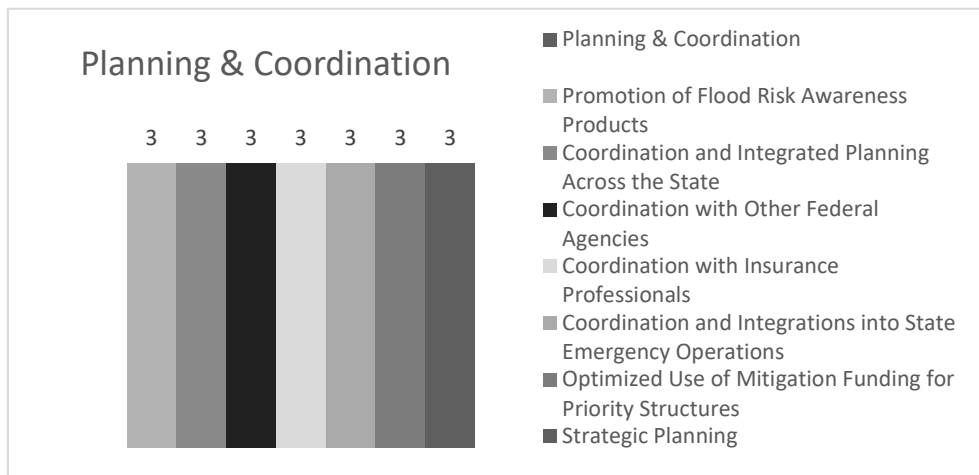 Planning & Coordination
3 3 3 3 3 3 3
Planning & Coordination
Promotion of Flood Risk Awareness
Products
Coordination and Integrated Planning
Across the State
Coordination with Other Federal
Agencies
Coordination with Insurance
Professionals
Coordination and Integrations into State
Emergency Operations
Optimized Use of Mitigation Funding for
Priority Structures
Strategic Planning